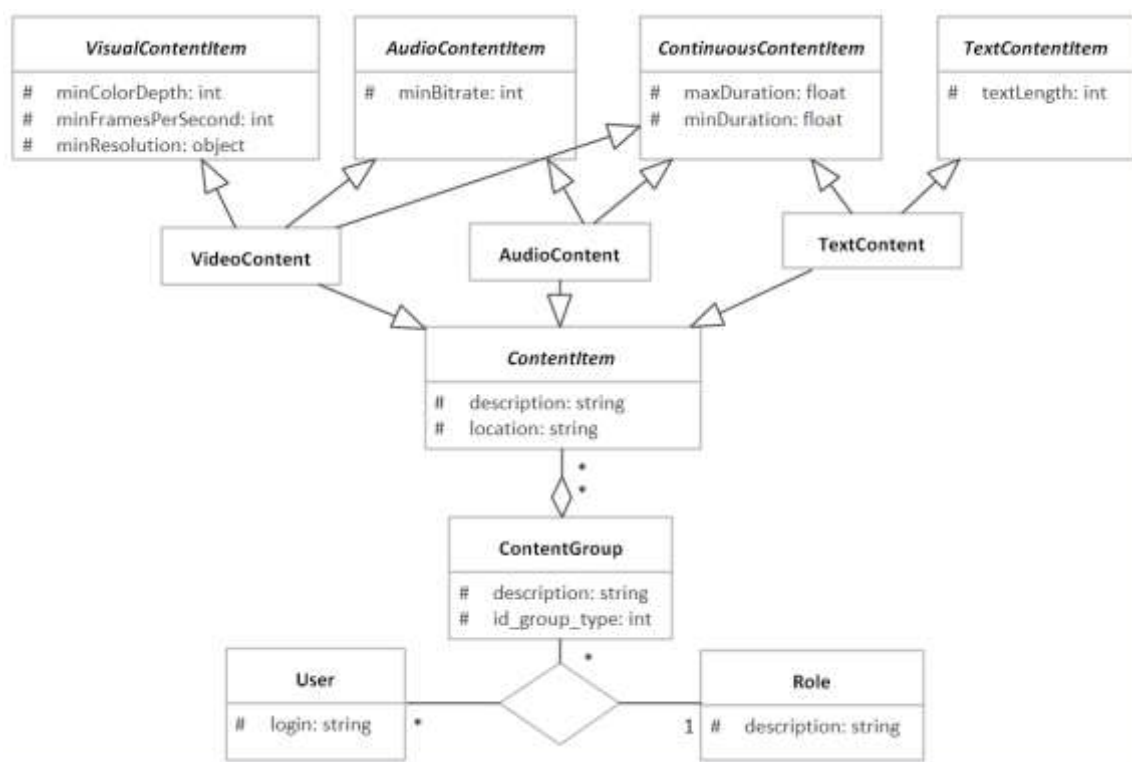 VisualContentItem
# minColorDepth: int
# minFramesPerSecond: int
# minResolution: object
AudioContentItem
# minBitrate: int
ContinuousContentItem
# maxDuration: float
# minDuration: float
TextContentItem
# textLength: int
VideoContent
AudioContent
TextContent
ContentItem
# description: string
# location: string
*
*
ContentGroup
# description: string
# id_group_type: int
*
User
# login: string
*
1
Role
# description: string